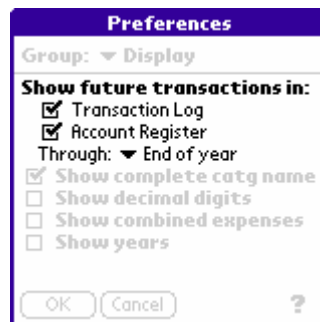 Preferences
Group: Display
Show future transactions in:
Transaction Log
Account Register
Through: End of year
Show complete catg name
Show decimal digits
Show combined expenses
Show years
OK Cancel ?